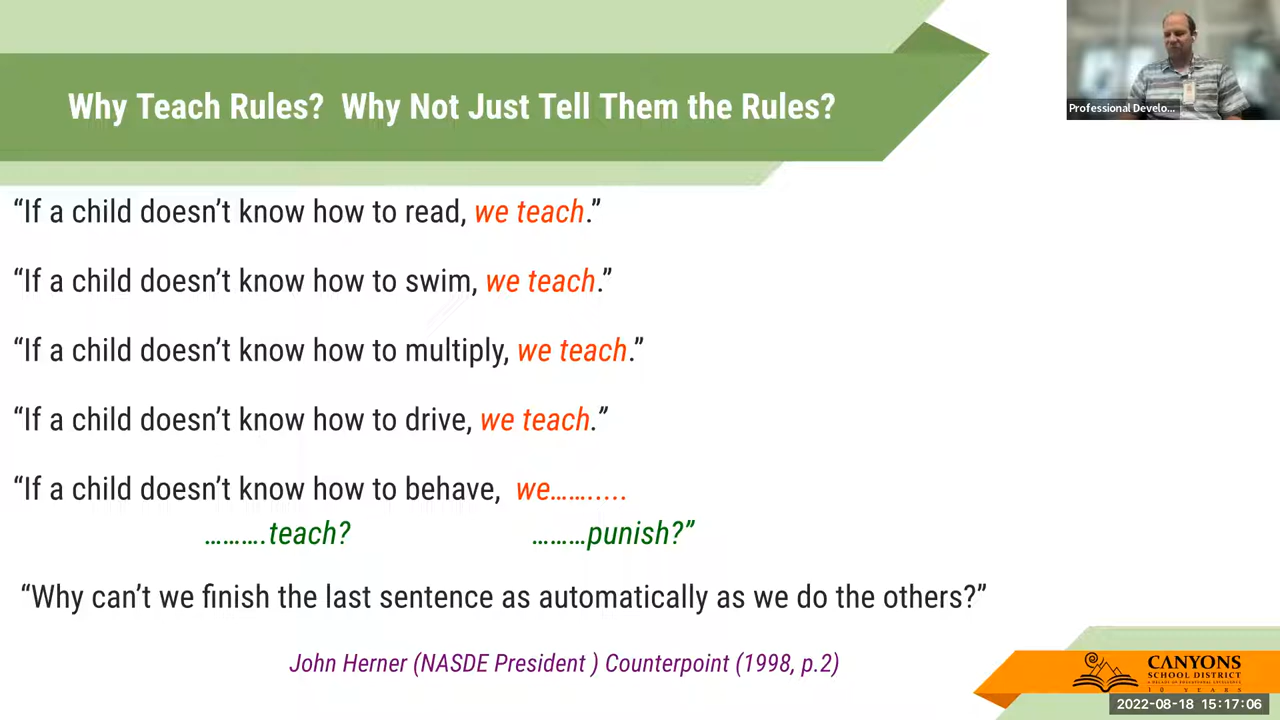 Why Teach Rules?  Why Not Just Tell Them the Rules?
Professional Develo...
“If a child doesn’t know how to read, we teach.”
“If a child doesn’t know how to swim, we teach.”
“If a child doesn’t know how to multiply, we teach.”
“If a child doesn’t know how to drive, we teach.”
“If a child doesn’t know how to behave,  we…….....
……….teach?  ………punish?”
“Why can’t we finish the last sentence as automatically as we do the others?”
John Herner (NASDE President ) Counterpoint (1998, p.2)
CANYONS
SCHOOL DISTRICT
10 YEARS
2022-08-18  15:17:06